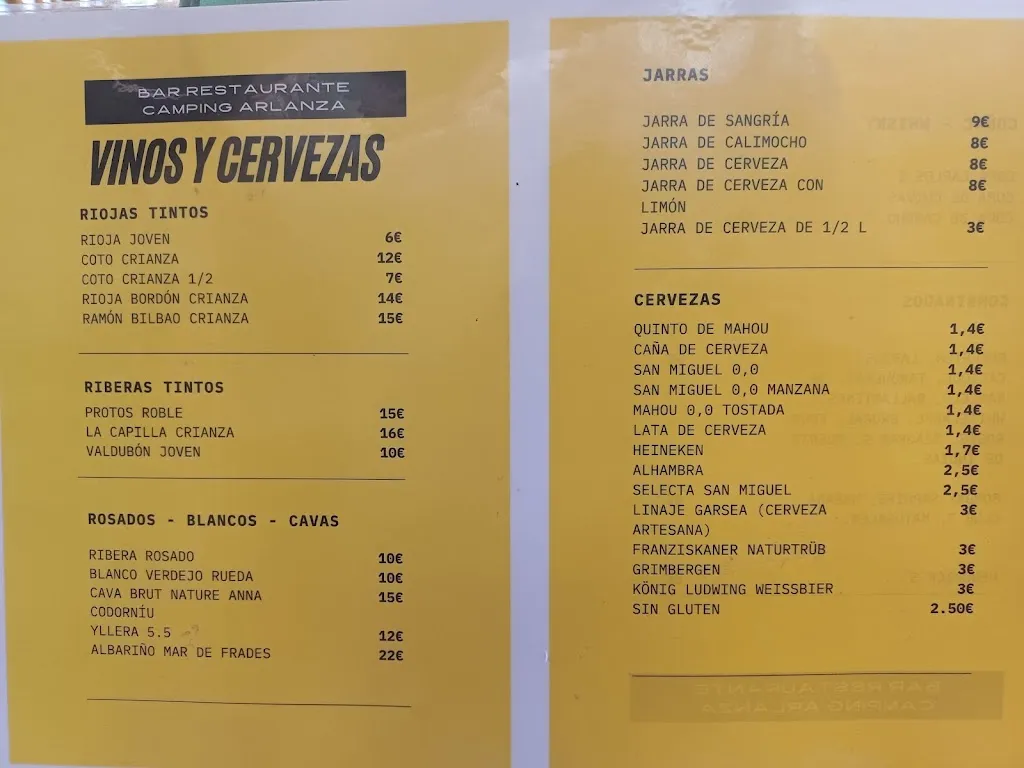 BAR RESTAURANTE
CAMPING ARLANZA
VINOS Y CERVEZAS
RIOJAS TINTOS
RIOJA JOVEN 6€
COTO CRIANZA 12€
COTO CRIANZA 1/2 7€
RIOJA BORDÓN CRIANZA 14€
RAMÓN BILBAO CRIANZA 15€
RIBERAS TINTOS
PROTOS ROBLE 15€
LA CAPILLA CRIANZA 16€
VALDUBÓN JOVEN 10€
ROSADOS - BLANCOS - CAVAS
RIBERA ROSADO 10€
BLANCO VERDEJO RUEDA 10€
CAVA BRUT NATURE ANNA 15€
CODORNÍU
YLLERA 5.5 12€
ALBARIÑO MAR DE FRADES 22€
JARRAS
JARRA DE SANGRÍA 9€
JARRA DE CALIMOCHO 8€
JARRA DE CERVEZA 8€
JARRA DE CERVEZA CON 8€
LIMÓN
JARRA DE CERVEZA DE 1/2 L 3€
CERVEZAS
QUINTO DE MAHOU 1,4€
CAÑA DE CERVEZA 1,4€
SAN MIGUEL 0,0 1,4€
SAN MIGUEL 0,0 MANZANA 1,4€
MAHOU 0,0 TOSTADA 1,4€
LATA DE CERVEZA 1,4€
HEINEKEN 1,7€
ALHAMBRA 2,5€
SELECTA SAN MIGUEL 2,5€
LINAJE GARSEA (CERVEZA 3€
ARTESANA)
FRANZISKANER NATURTRÜB 3€
GRIMBERGEN 3€
KÖNIG LUDWING WEISSBIER 3€
SIN GLUTEN 2.50€
BAR RESTAURANTE
CAMPING ARLANZA